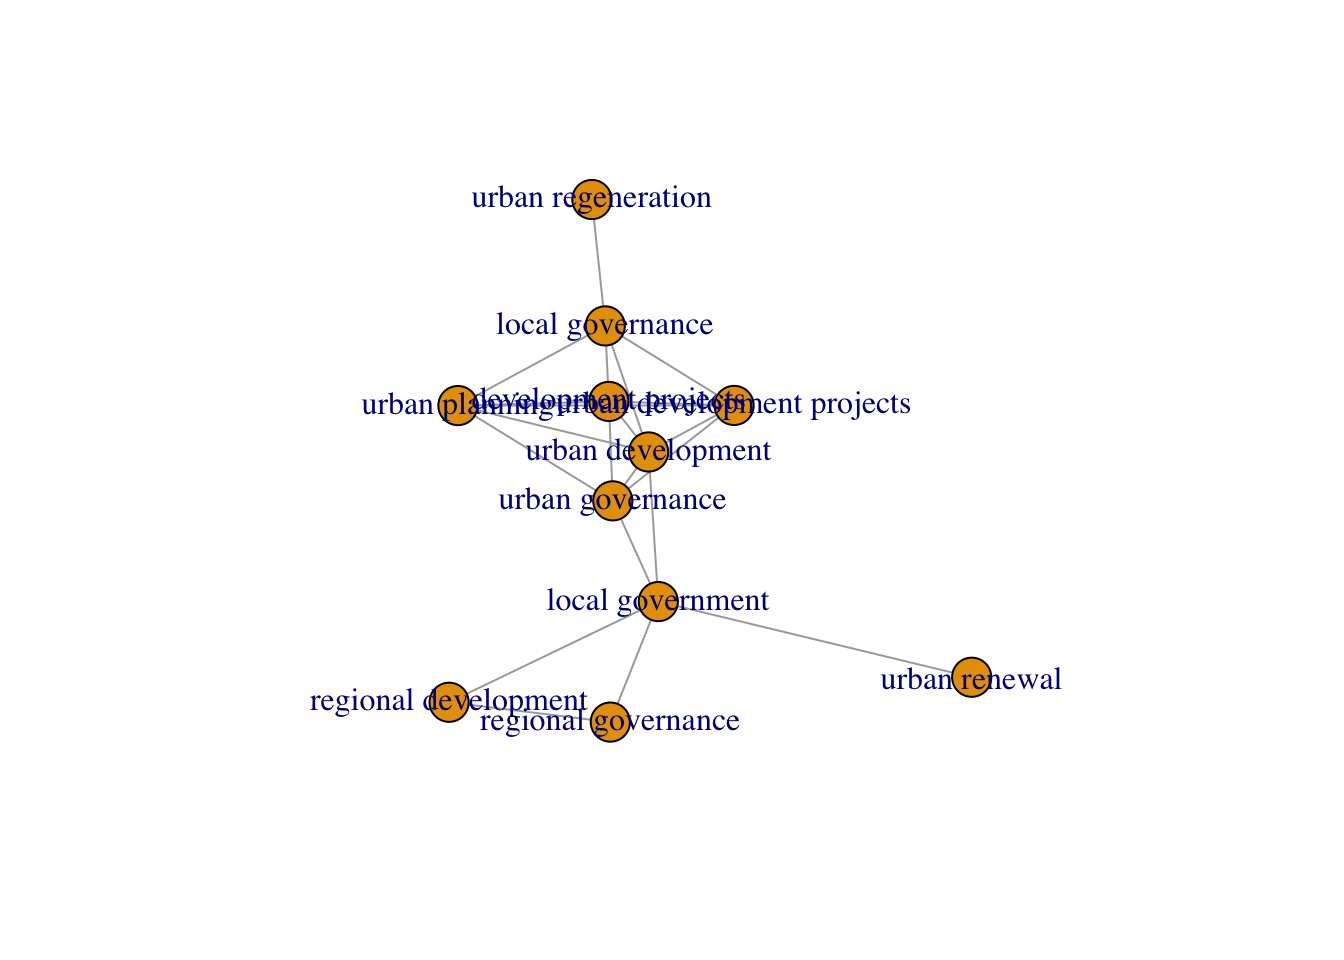 urban regeneration
local governance
development projects
urban planning
urban development projects
urban development
urban governance
local government
urban renewal
regional development
regional governance